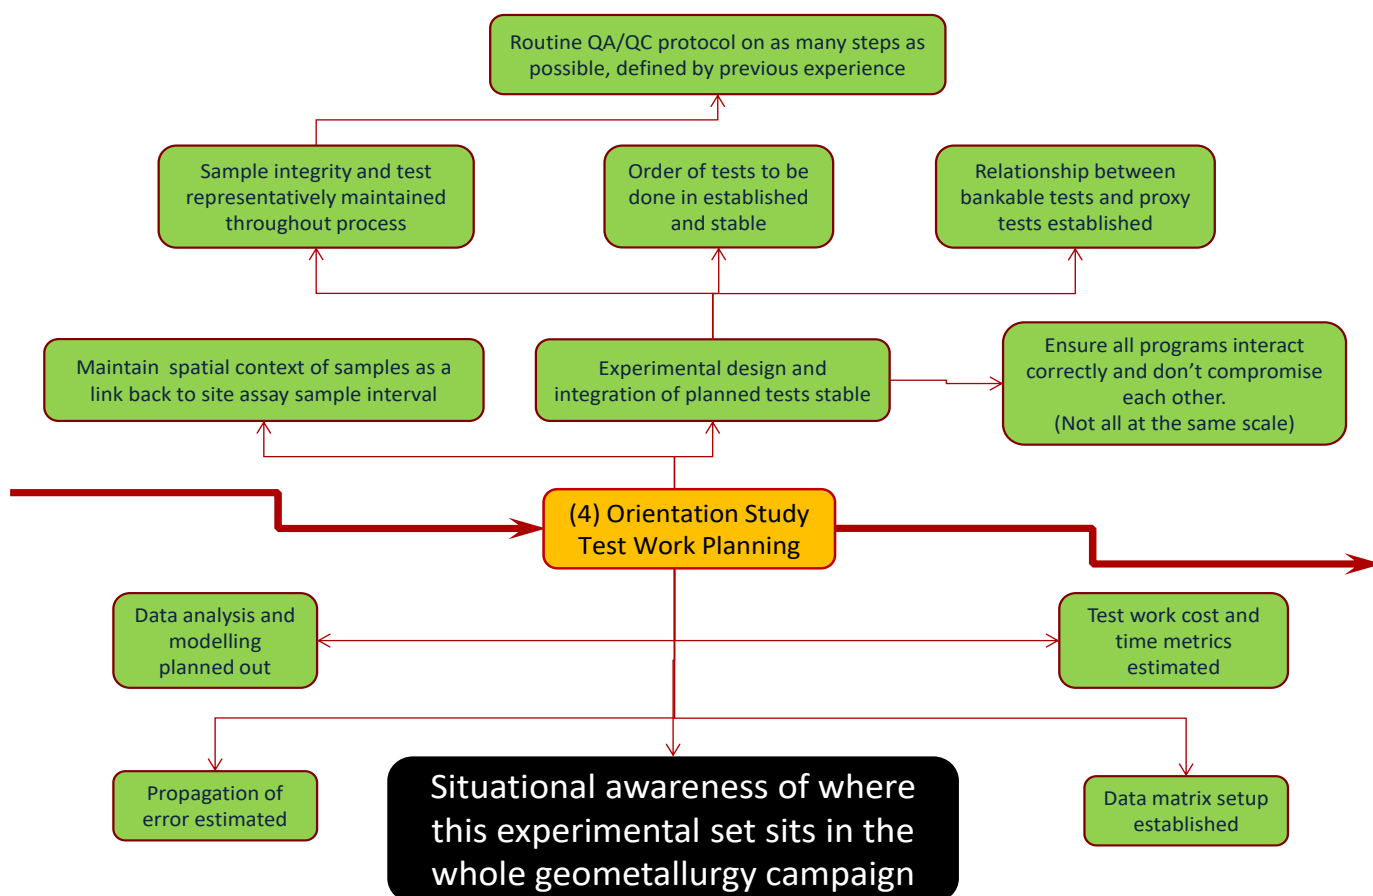 Routine QA/QC protocol on as many steps as
possible, defined by previous experience
Sample integrity and test
representatively maintained
throughout process
Order of tests to be
done in established
and stable
Relationship between
bankable tests and proxy
tests established
Maintain spatial context of samples as a
link back to site assay sample interval
Experimental design and
integration of planned tests stable
Ensure all programs interact
correctly and don’t compromise
each other.
(Not all at the same scale)
(4) Orientation Study
Test Work Planning
Data analysis and
modelling
planned out
Test work cost and
time metrics
estimated
Propagation of
error estimated
Situational awareness of where
this experimental set sits in the
whole geometallurgy campaign
Data matrix setup
established